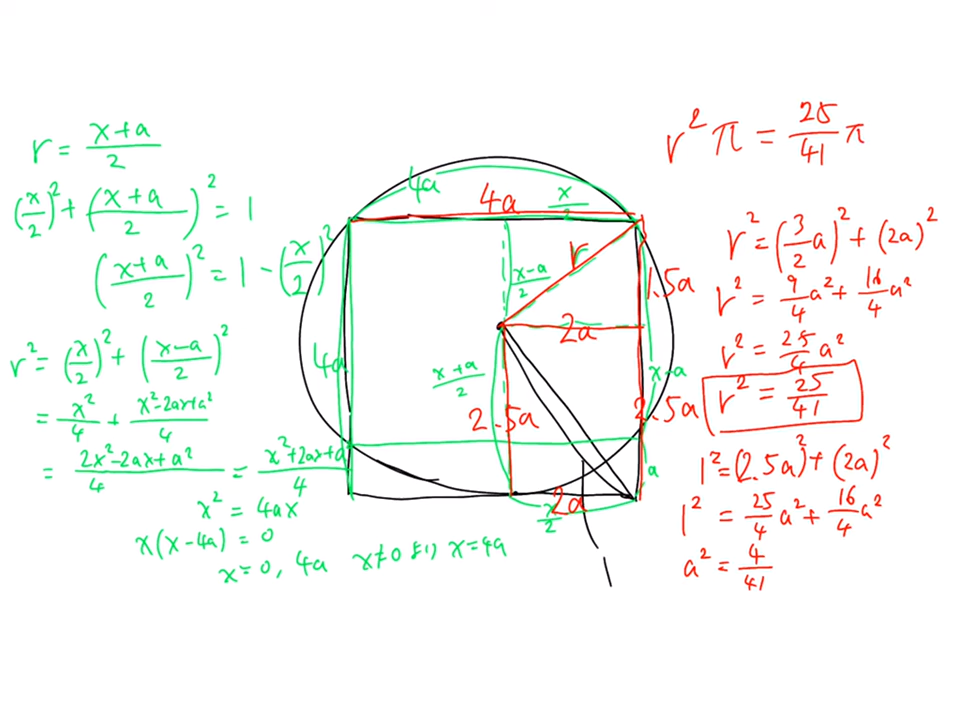 r = (x+a)/2
(x/2)² + ((x+a)/2)² = 1
((x+a)/2)² = 1 - (x/2)²
r² = (x/2)² + ((x-a)/2)²
= x²/4 + (x²-2ax+a²)/4
= (2x²-2ax+a²)/4 = (x²+2ax+a²)/4
x² = 4ax
x(x-4a) = 0
x=0, 4a x≠0 より x=4a
4a
4a
x/2
r
(x-a)/2
1.5a
2a
4a
(x+a)/2
x-a
2.5a
2.5a
a
2a
x/2
1
r²π = 25/41 π
r² = (3/2 a)² + (2a)²
r² = 9/4 a² + 16/4 a²
r² = 25/4 a²
r² = 25/41
1² = (2.5a)² + (2a)²
1² = 25/4 a² + 16/4 a²
a² = 4/41